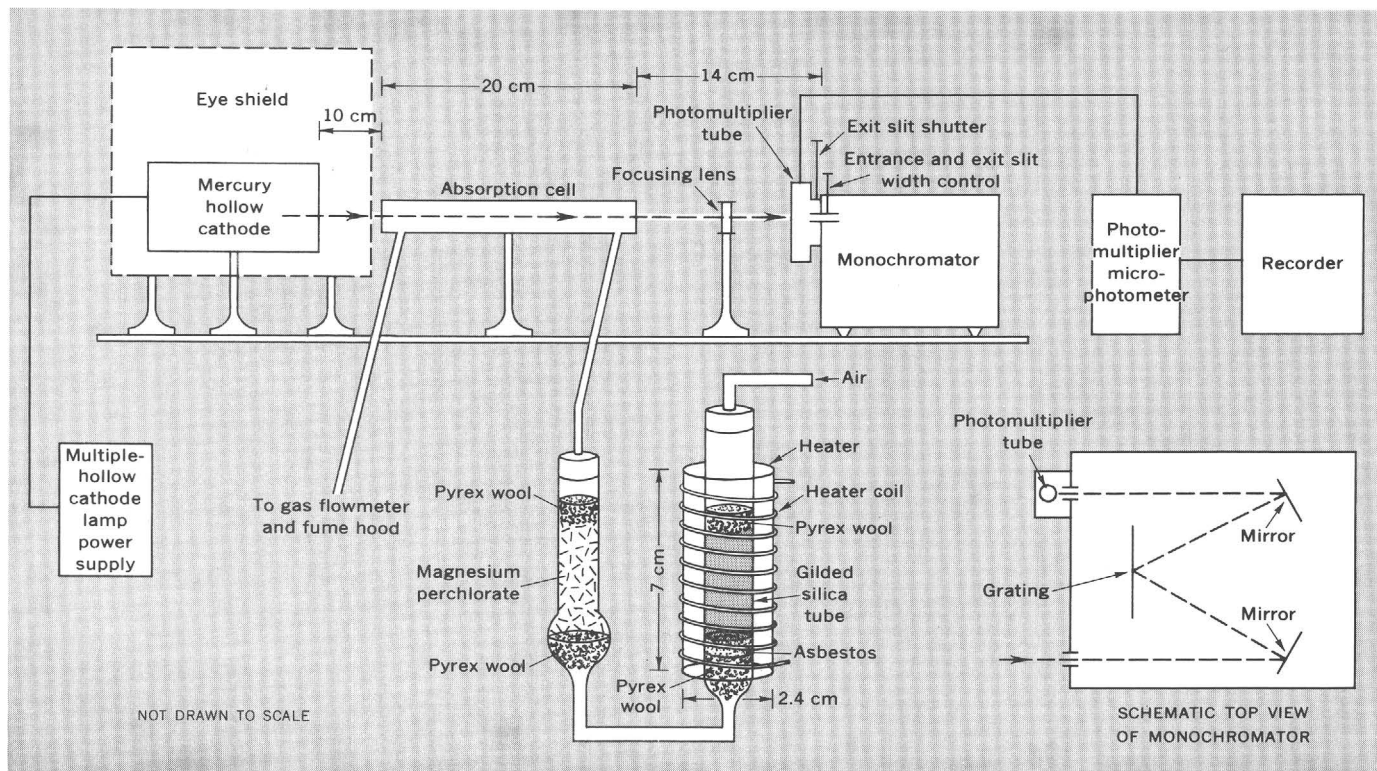 Eye shield
10 cm
20 cm
14 cm
Mercury
hollow
cathode
Absorption cell
Focusing lens
Photomultiplier
tube
Exit slit shutter
Entrance and exit slit
width control
Monochromator
Photo-
multiplier
micro-
photometer
Recorder
Multiple-
hollow
cathode
lamp
power
supply
To gas flowmeter
and fume hood
Pyrex wool
Magnesium
perchlorate
Pyrex wool
Air
Heater
Heater coil
Pyrex wool
7 cm
Gilded
silica
tube
Asbestos
Pyrex
wool
2.4 cm
Photomultiplier
tube
Mirror
Grating
Mirror
NOT DRAWN TO SCALE
SCHEMATIC TOP VIEW
OF MONOCHROMATOR